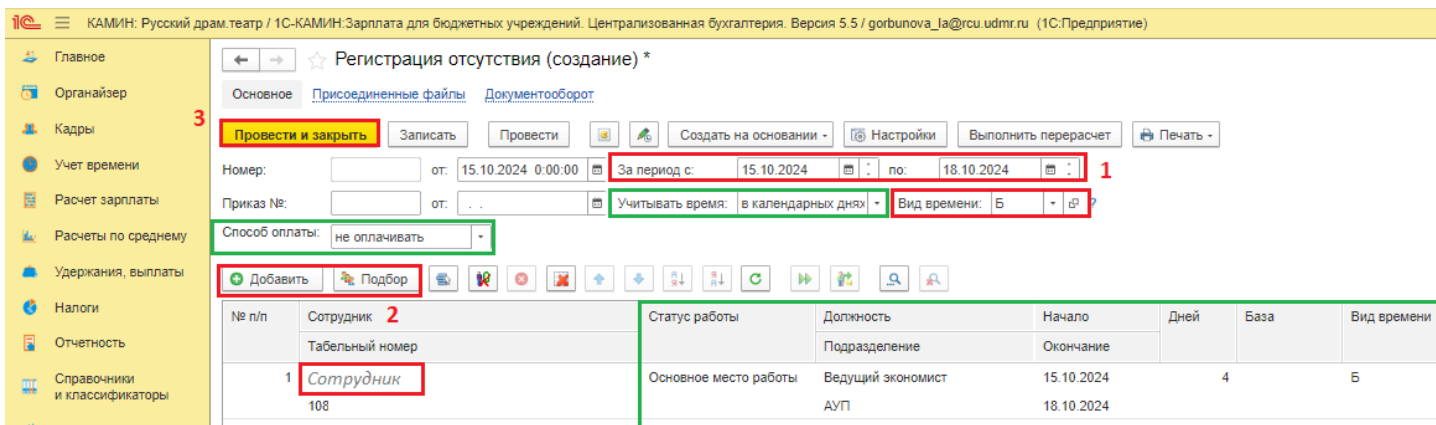 1С КАМИН: Русский драм.театр / 1С-КАМИН:Зарплата для бюджетных учреждений. Централизованная бухгалтерия. Версия 5.5 / gorbunova_la@rcu.udmr.ru (1С:Предприятие)
Главное
Органайзер
Кадры
Учет времени
Расчет зарплаты
Расчеты по среднему
Удержания, выплаты
Налоги
Отчетность
Справочники
и классификаторы
Регистрация отсутствия (создание) *
Основное Присоединенные файлы Документооборот
3 Провести и закрыть Записать Провести Создать на основании Настройки Выполнить перерасчет Печать
Номер: от: 15.10.2024 0:00:00 За период с: 15.10.2024 по: 18.10.2024 1
Приказ №: от: . . Учитывать время: в календарных днях Вид времени: Б ?
Способ оплаты: не оплачивать
Добавить Подбор
№ п/п Сотрудник 2 Статус работы Должность Начало Дней База Вид времени
Табельный номер Подразделение Окончание
1 Сотрудник Основное место работы Ведущий экономист 15.10.2024 4 Б
108 АУП 18.10.2024